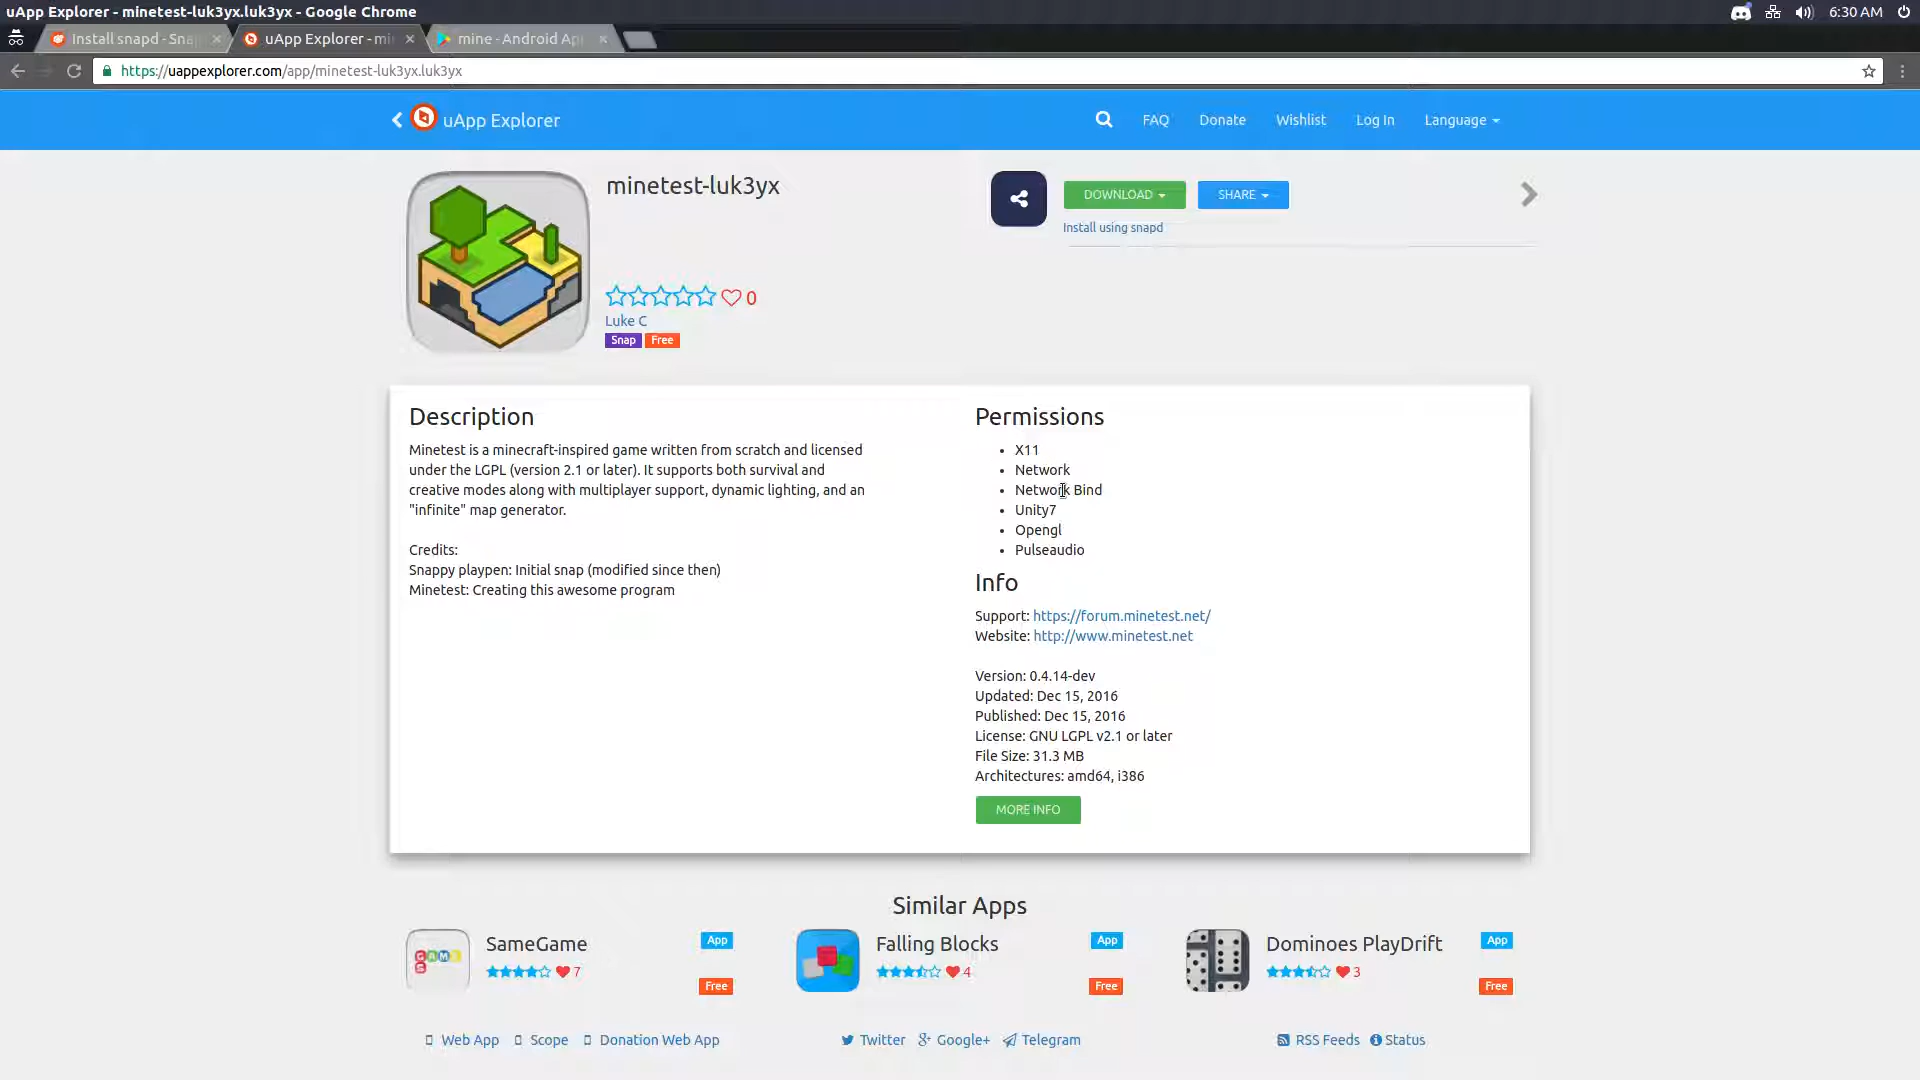 uApp Explorer - minetest-luk3yx.luk3yx - Google Chrome
6:30 AM
Install snapd - Sna
uApp Explorer - mi
mine - Android Ap
https://uappexplorer.com/app/minetest-luk3yx.luk3yx
uApp Explorer
FAQ
Donate
Wishlist
Log In
Language
minetest-luk3yx
DOWNLOAD
SHARE
Install using snapd
0
Luke C
Snap
Free
Description
Minetest is a minecraft-inspired game written from scratch and licensed
under the LGPL (version 2.1 or later). It supports both survival and
creative modes along with multiplayer support, dynamic lighting, and an
"infinite" map generator.
Credits:
Snappy playpen: Initial snap (modified since then)
Minetest: Creating this awesome program
Permissions
X11
Network
Network Bind
Unity7
Opengl
Pulseaudio
Info
Support: https://forum.minetest.net/
Website: http://www.minetest.net
Version: 0.4.14-dev
Updated: Dec 15, 2016
Published: Dec 15, 2016
License: GNU LGPL v2.1 or later
File Size: 31.3 MB
Architectures: amd64, i386
MORE INFO
Similar Apps
GAMES
SameGame
App
7
Free
Falling Blocks
App
4
Free
Dominoes PlayDrift
App
3
Free
Web App
Scope
Donation Web App
Twitter
Google+
Telegram
RSS Feeds
Status